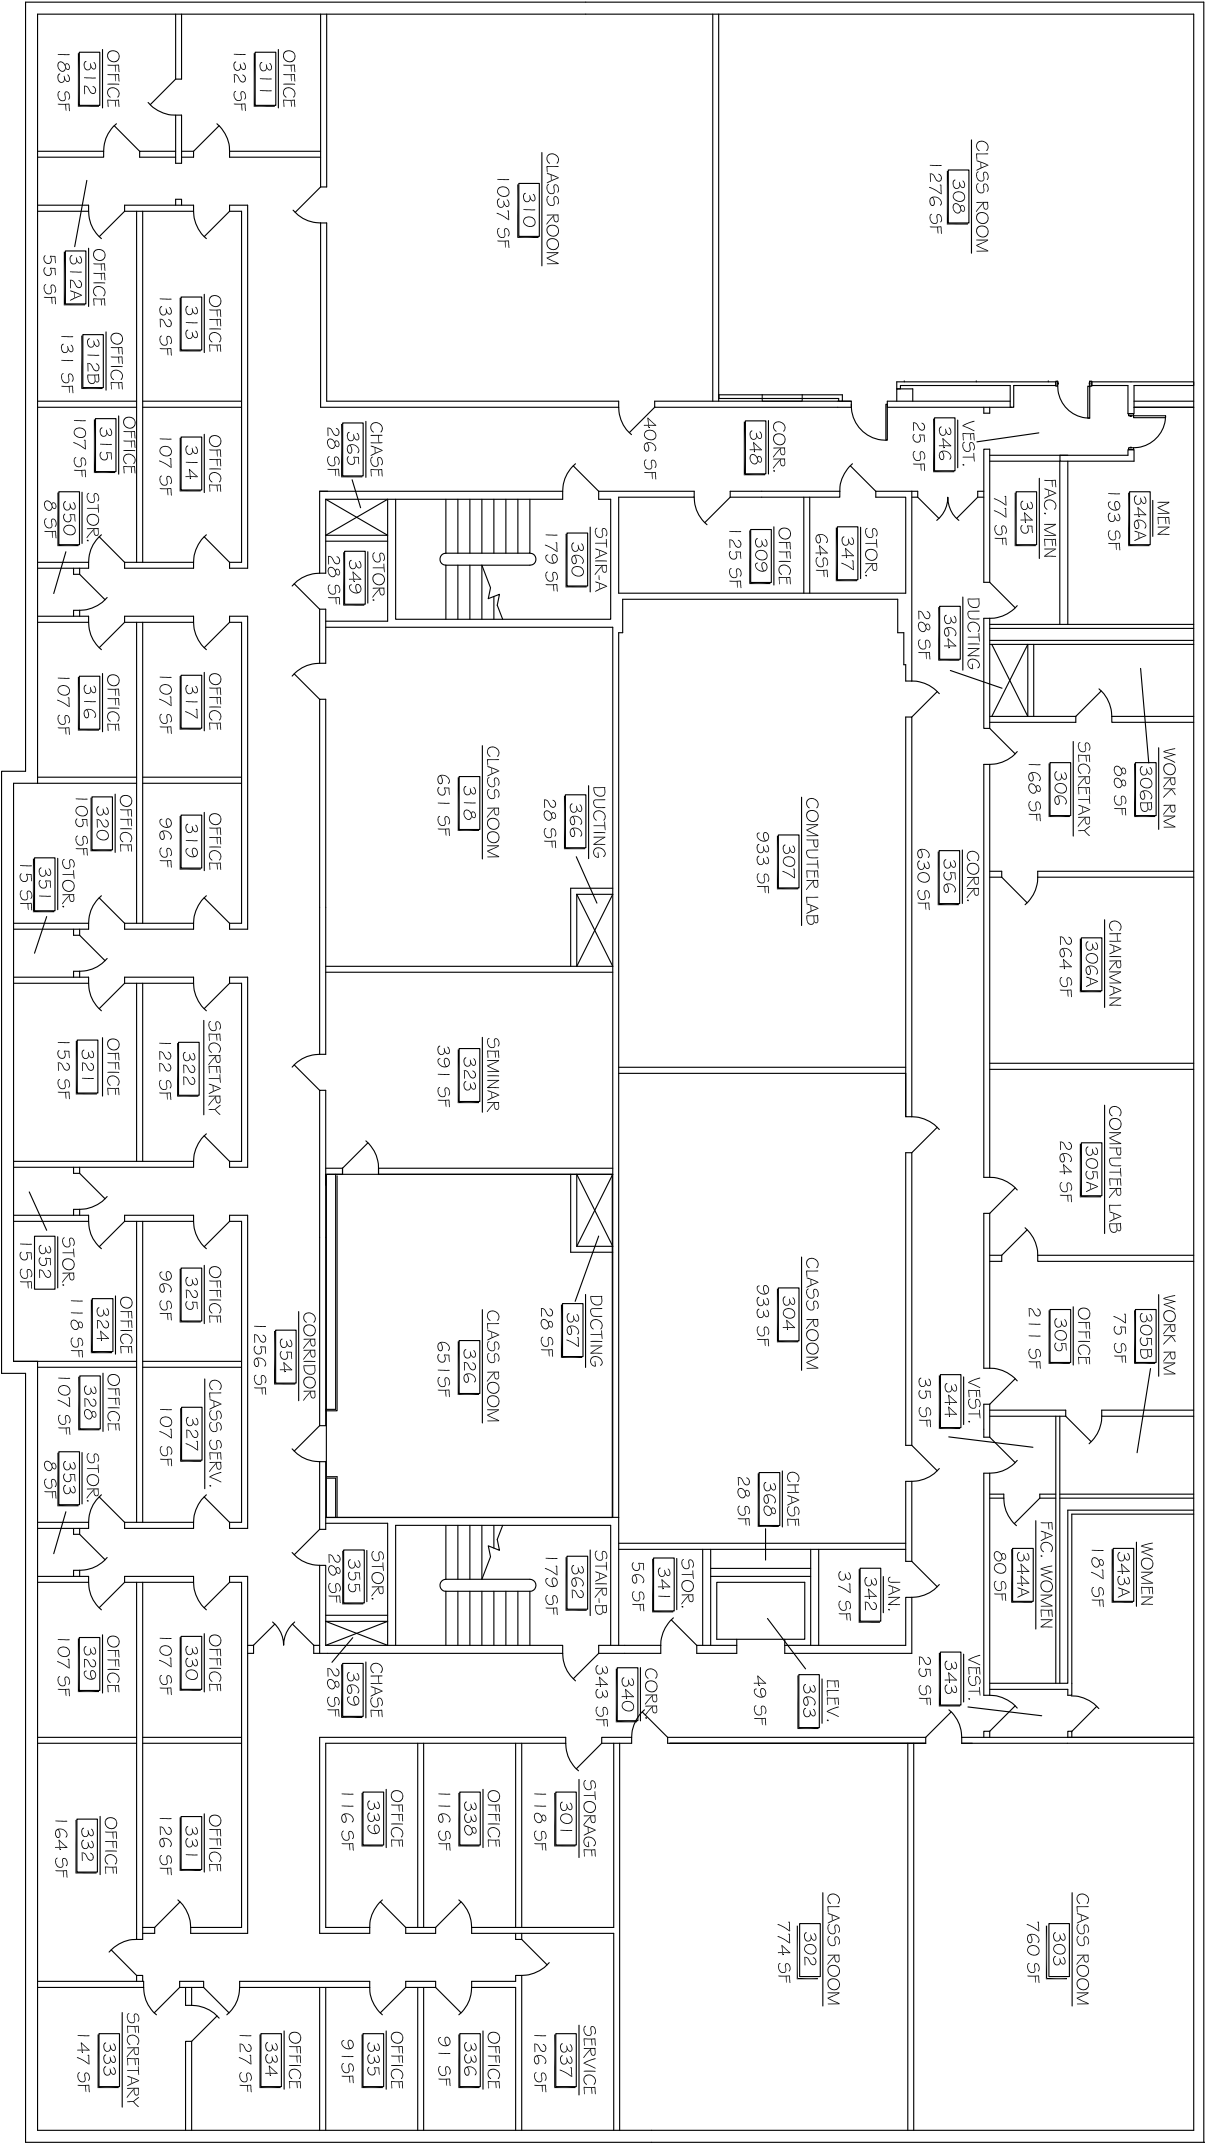 OFFICE
312
183 SF
OFFICE
311
132 SF
CLASS ROOM
310
1037 SF
CLASS ROOM
308
1276 SF
OFFICE
312A
55 SF
OFFICE
312B
131 SF
OFFICE
313
132 SF
OFFICE
315
107 SF
OFFICE
314
107 SF
STOR.
350
8 SF
CHASE
365
28 SF
STOR.
349
28 SF
STAIR-A
360
179 SF
CORR.
348
406 SF
OFFICE
309
125 SF
STOR.
347
64SF
VEST.
346
25 SF
FAC. MEN
345
77 SF
MEN
346A
193 SF
DUCTING
364
28 SF
WORK RM
306B
88 SF
SECRETARY
306
168 SF
OFFICE
316
107 SF
OFFICE
317
107 SF
CLASS ROOM
318
651 SF
DUCTING
366
28 SF
COMPUTER LAB
307
933 SF
CORR.
356
630 SF
CHAIRMAN
306A
264 SF
OFFICE
320
105 SF
OFFICE
319
96 SF
STOR.
351
15 SF
OFFICE
321
152 SF
SECRETARY
322
122 SF
SEMINAR
323
391 SF
COMPUTER LAB
305A
264 SF
STOR.
352
15 SF
OFFICE
324
118 SF
OFFICE
325
96 SF
CORRIDOR
354
1256 SF
CLASS ROOM
326
651SF
DUCTING
367
28 SF
CLASS ROOM
304
933 SF
OFFICE
305
211 SF
WORK RM
305B
75 SF
VEST.
344
35 SF
OFFICE
328
107 SF
CLASS SERV.
327
107 SF
STOR.
353
8 SF
STOR.
355
28 SF
CHASE
369
28 SF
STAIR-B
362
179 SF
STOR.
341
56 SF
CHASE
368
28 SF
JAN.
342
37 SF
FAC. WOMEN
344A
80 SF
WOMEN
343A
187 SF
VEST.
343
25 SF
ELEV.
363
49 SF
CORR.
340
343 SF
OFFICE
329
107 SF
OFFICE
330
107 SF
OFFICE
332
164 SF
OFFICE
331
126 SF
OFFICE
339
116 SF
OFFICE
338
116 SF
STORAGE
301
118 SF
CLASS ROOM
302
774 SF
CLASS ROOM
303
760 SF
SECRETARY
333
147 SF
OFFICE
334
127 SF
OFFICE
335
91SF
OFFICE
336
91 SF
SERVICE
337
126 SF